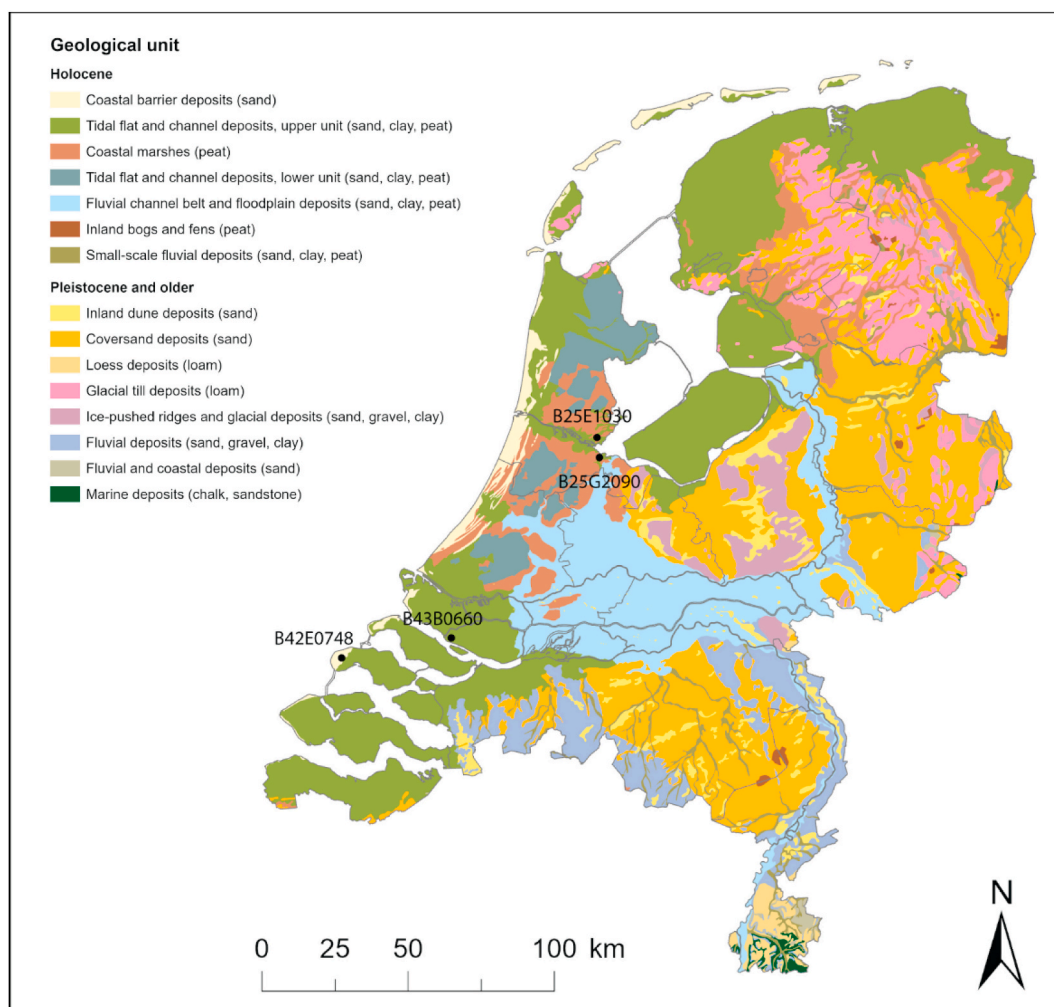 Geological unit
Holocene
Coastal barrier deposits (sand)
Tidal flat and channel deposits, upper unit (sand, clay, peat)
Coastal marshes (peat)
Tidal flat and channel deposits, lower unit (sand, clay, peat)
Fluvial channel belt and floodplain deposits (sand, clay, peat)
Inland bogs and fens (peat)
Small-scale fluvial deposits (sand, clay, peat)
Pleistocene and older
Inland dune deposits (sand)
Coversand deposits (sand)
Loess deposits (loam)
Glacial till deposits (loam)
Ice-pushed ridges and glacial deposits (sand, gravel, clay)
Fluvial deposits (sand, gravel, clay)
Fluvial and coastal deposits (sand)
Marine deposits (chalk, sandstone)
B25E1030
B25G2090
B43B0660
B42E0748
N
0 25 50 100 km